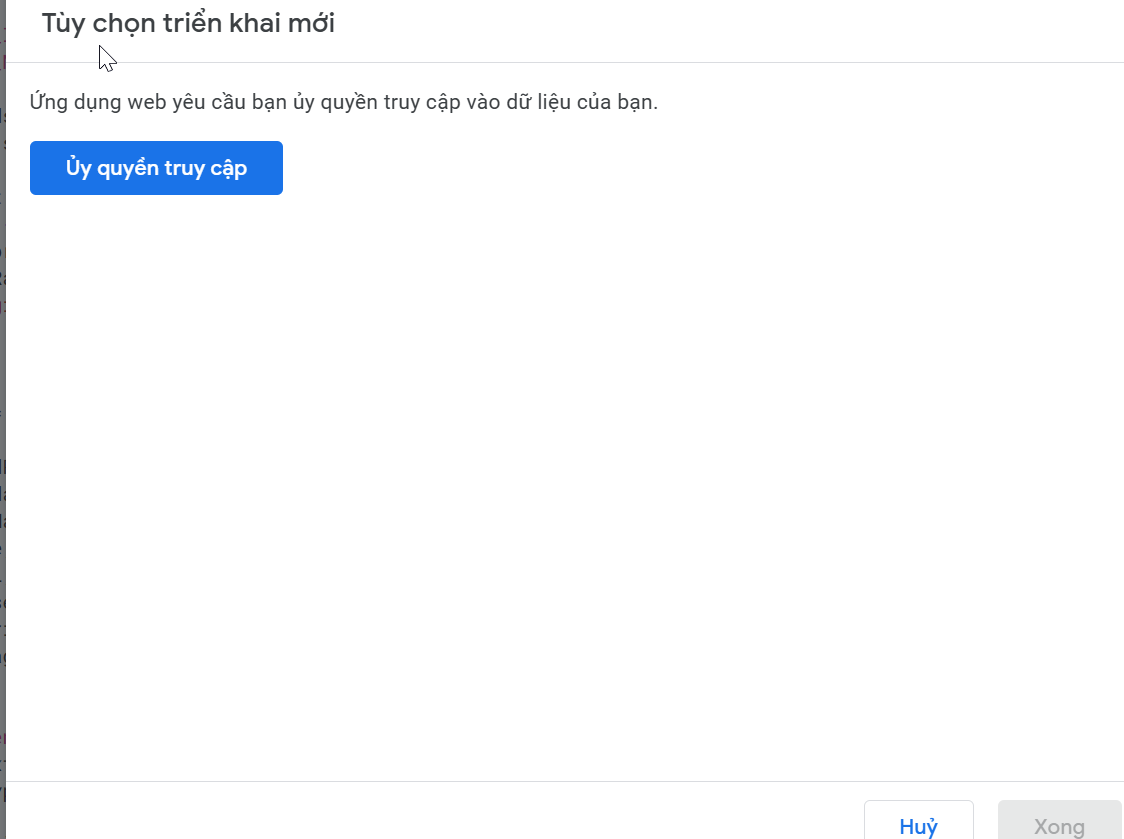 Tùy chọn triển khai mới
Ứng dụng web yêu cầu bạn ủy quyền truy cập vào dữ liệu của bạn.
Ủy quyền truy cập
Huỷ
Xong